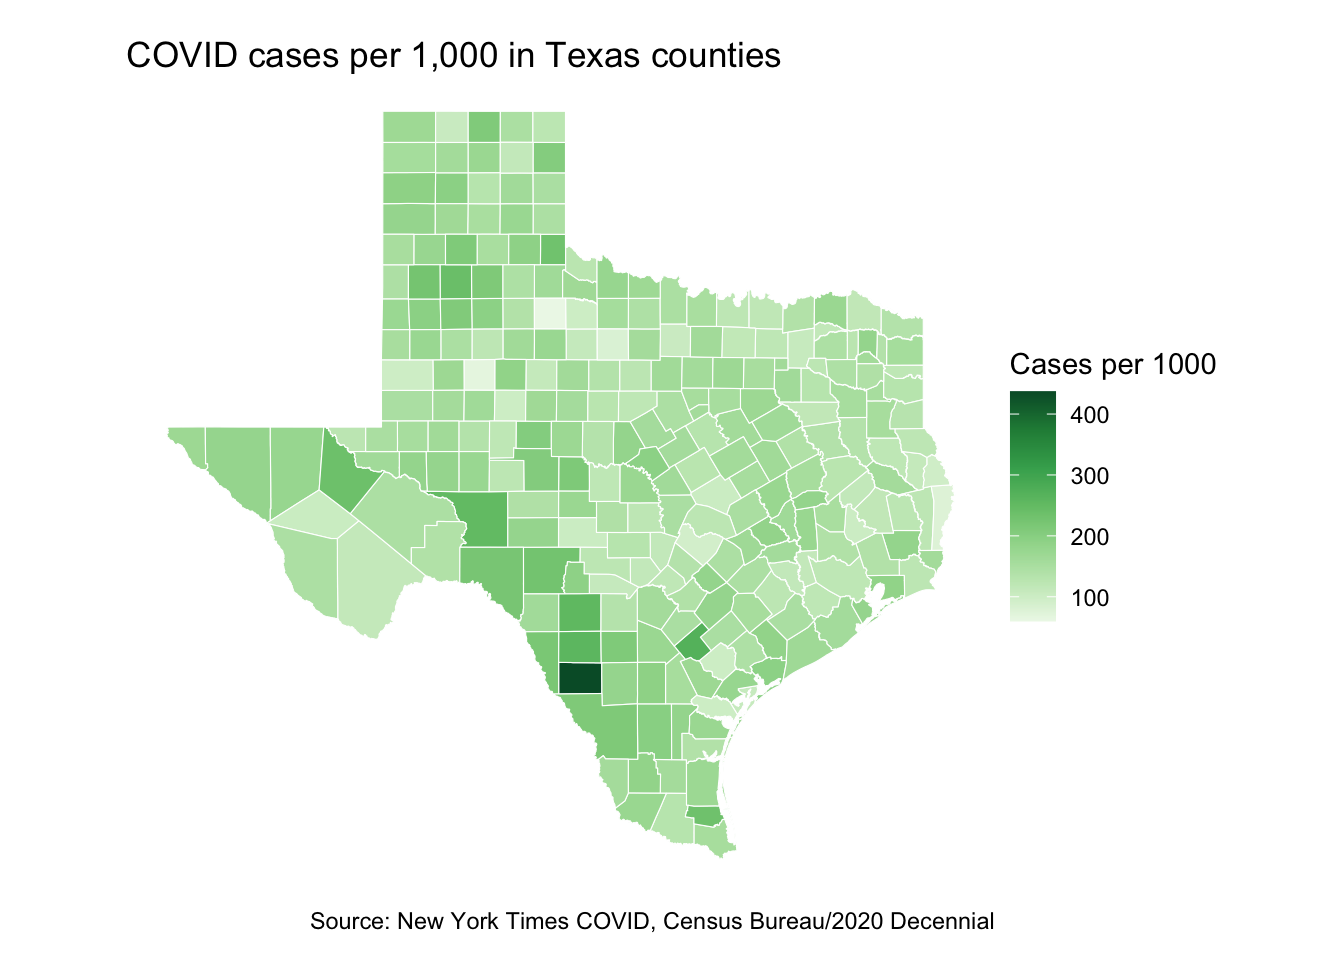 COVID cases per 1,000 in Texas counties
Cases per 1000
400
300
200
100
Source: New York Times COVID, Census Bureau/2020 Decennial